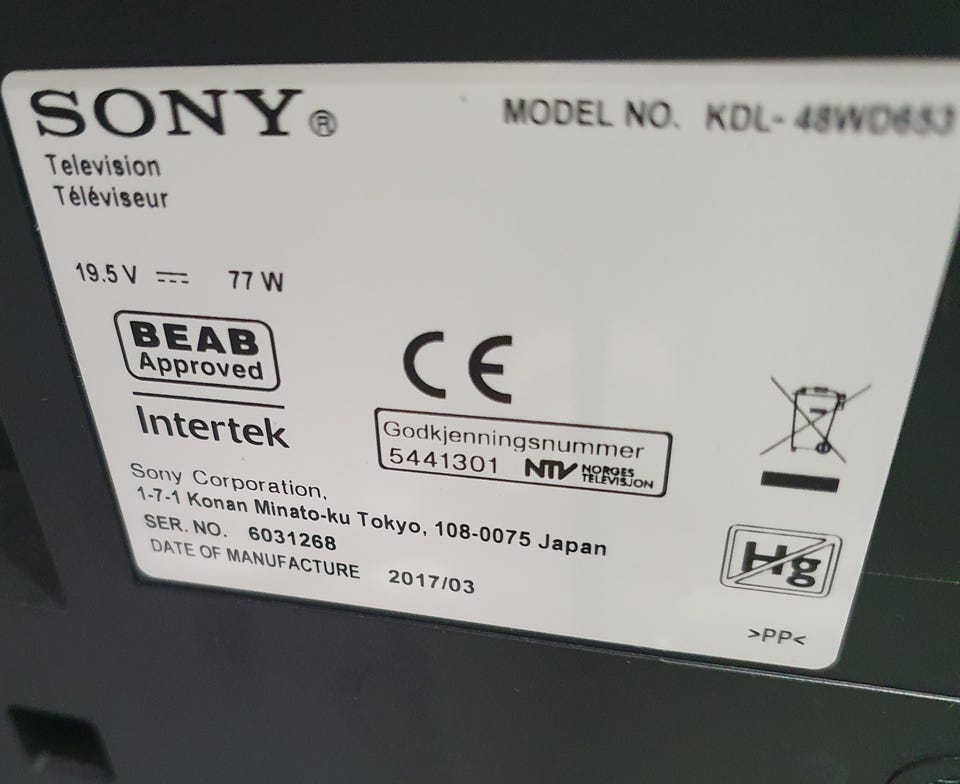 SONY®
MODEL NO. KDL-48WD653
Television
Téléviseur
19.5 V ⎓ 77 W
BEAB
Approved
Intertek
CE
Godkjenningsnummer
5441301 NTV NORGES
TELEVISJON
Sony Corporation,
1-7-1 Konan Minato-ku Tokyo, 108-0075 Japan
SER. NO. 6031268
DATE OF MANUFACTURE 2017/03
Hg
>PP<